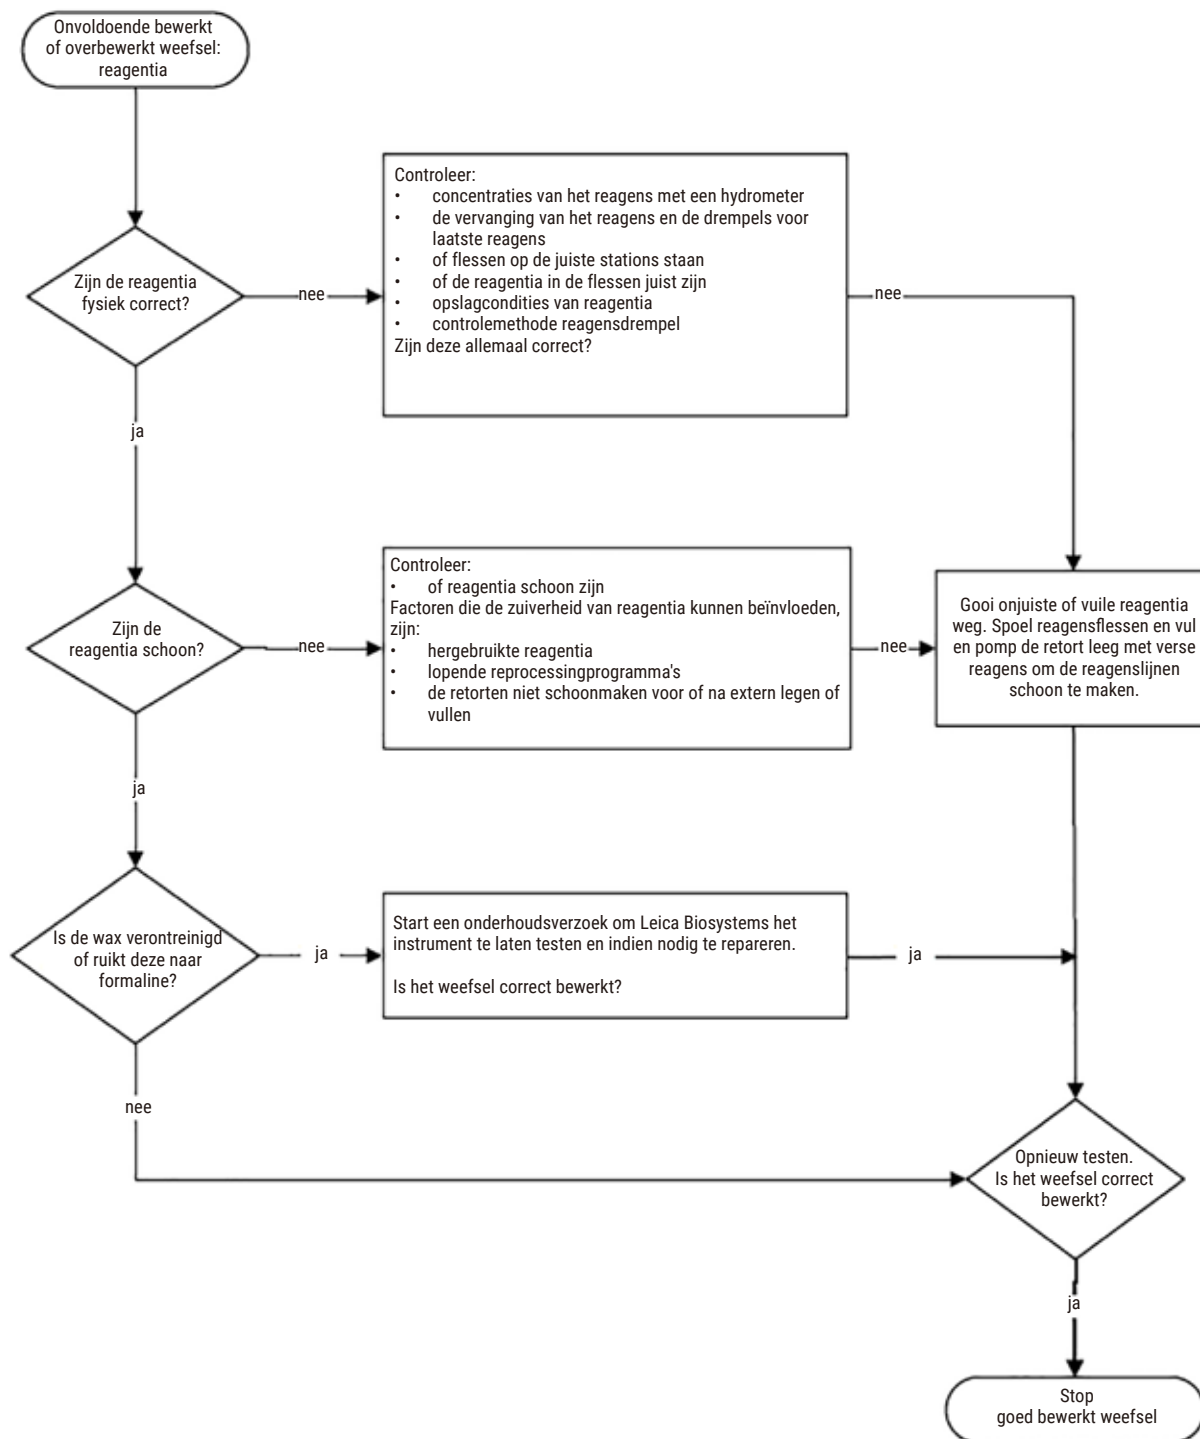 Onvoldoende bewerkt
of overbewerkt weefsel:
reagentia
Zijn de reagentia
fysiek correct?
nee
Controleer:
• concentraties van het reagens met een hydrometer
• de vervanging van het reagens en de drempels voor
laatste reagens
• of flessen op de juiste stations staan
• of de reagentia in de flessen juist zijn
• opslagcondities van reagentia
• controlemethode reagensdrempel
Zijn deze allemaal correct?
nee
ja
Zijn de
reagentia schoon?
nee
Controleer:
• of reagentia schoon zijn
Factoren die de zuiverheid van reagentia kunnen beïnvloeden,
zijn:
• hergebruikte reagentia
• lopende reprocessingprogramma's
• de retorten niet schoonmaken voor of na extern legen of
vullen
nee
Gooi onjuiste of vuile reagentia
weg. Spoel reagensflessen en vul
en pomp de retort leeg met verse
reagens om de reagenslijnen
schoon te maken.
ja
Is de wax verontreinigd
of ruikt deze naar
formaline?
ja
Start een onderhoudsverzoek om Leica Biosystems het
instrument te laten testen en indien nodig te repareren.
Is het weefsel correct bewerkt?
ja
nee
Opnieuw testen.
Is het weefsel correct
bewerkt?
ja
Stop
goed bewerkt weefsel